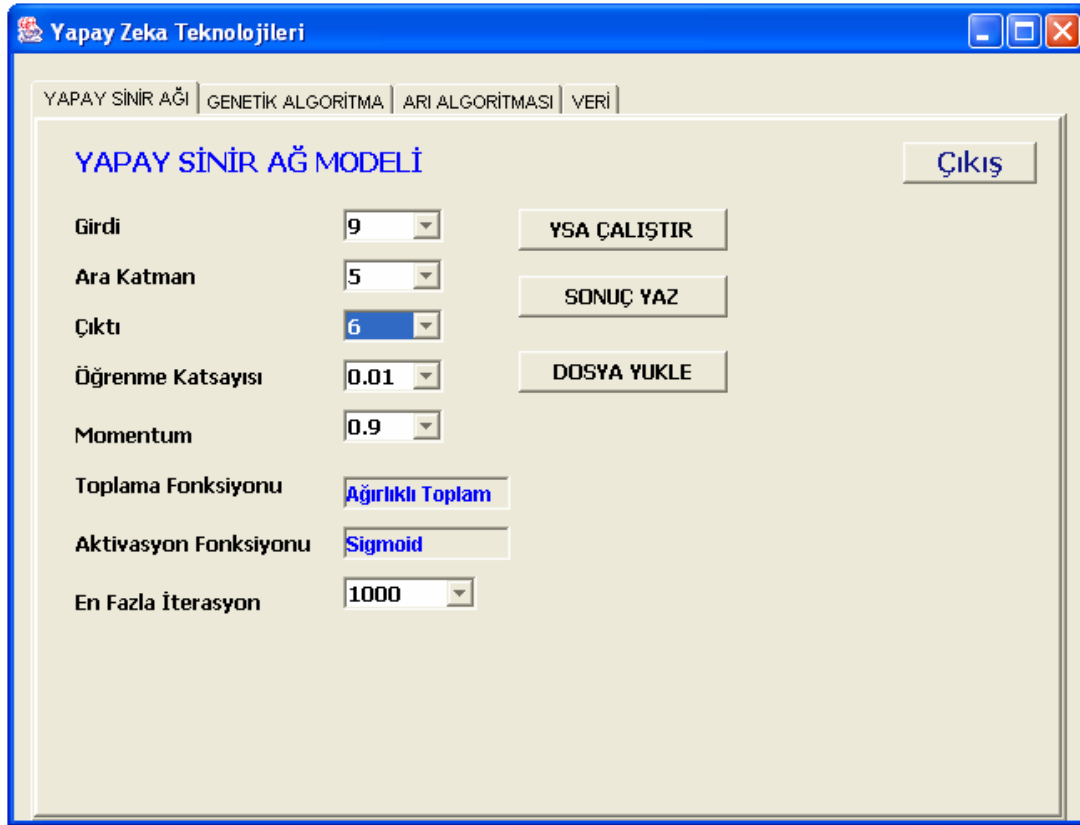 Yapay Zeka Teknolojileri
YAPAY SİNİR AĞI GENETİK ALGORİTMA ARI ALGORİTMASI VERİ
YAPAY SİNİR AĞ MODELİ Çıkış
Girdi 9 YSA ÇALIŞTIR
Ara Katman 5 SONUÇ YAZ
Çıktı 6
Öğrenme Katsayısı 0.01 DOSYA YUKLE
Momentum 0.9
Toplama Fonksiyonu Ağırlıklı Toplam
Aktivasyon Fonksiyonu Sigmoid
En Fazla İterasyon 1000